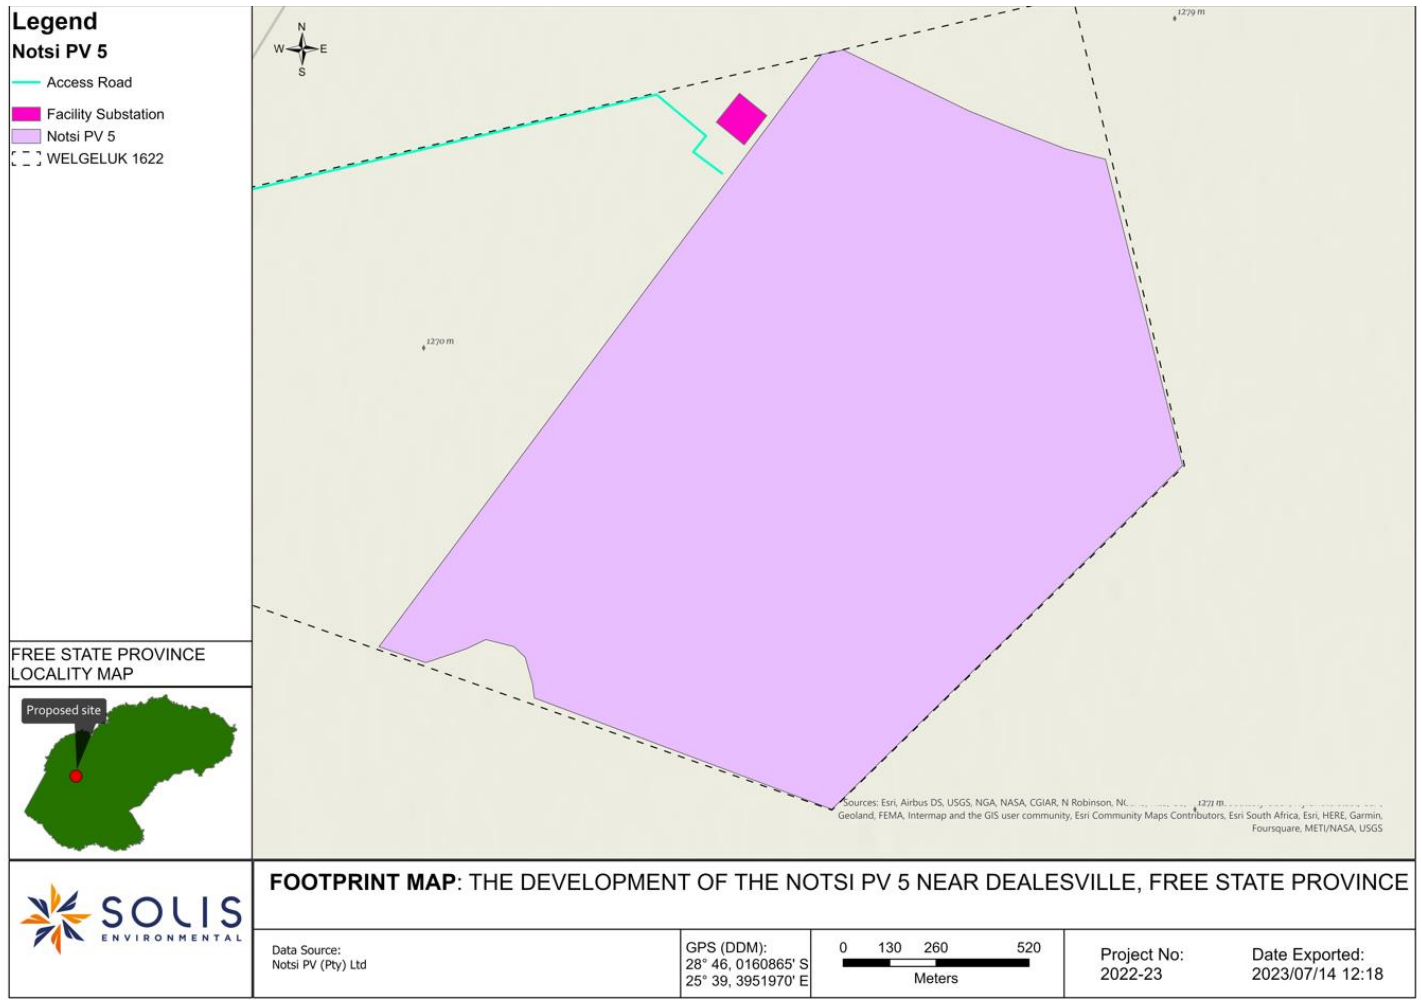 Legend
Notsi PV 5
Access Road
Facility Substation
Notsi PV 5
WELGELUK 1622
N
W E
S
1279 m
1270 m
1271 m
Sources: Esri, Airbus DS, USGS, NGA, NASA, CGIAR, N Robinson,
Geoland, FEMA, Intermap and the GIS user community, Esri Community Maps Contributors, Esri South Africa, Esri, HERE, Garmin,
Foursquare, METI/NASA, USGS
FREE STATE PROVINCE
LOCALITY MAP
Proposed site
SOLIS
ENVIRONMENTAL
FOOTPRINT MAP: THE DEVELOPMENT OF THE NOTSI PV 5 NEAR DEALESVILLE, FREE STATE PROVINCE
Data Source:
Notsi PV (Pty) Ltd
GPS (DDM):
28° 46, 0160865' S
25° 39, 3951970' E
0 130 260 520
Meters
Project No:
2022-23
Date Exported:
2023/07/14 12:18